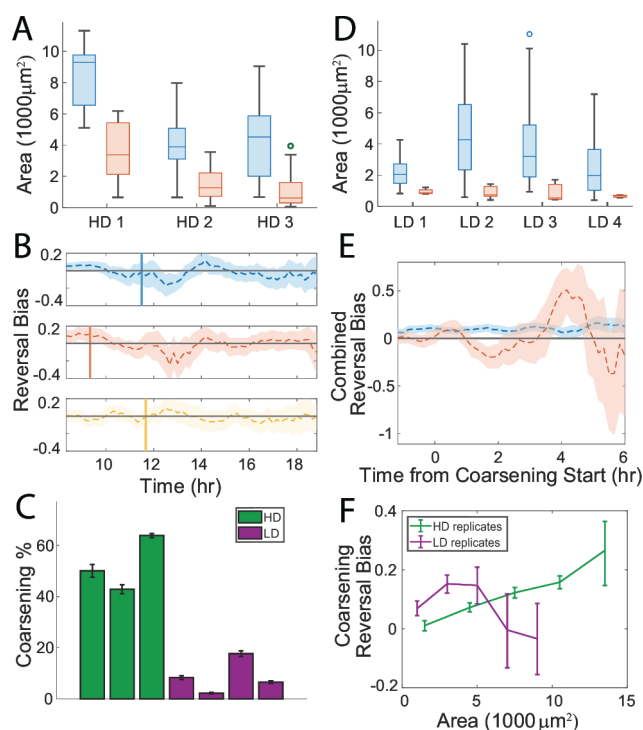 A
Area (1000μm²)
10
8
6
4
2
0
HD 1
HD 2
HD 3
D
Area (1000μm²)
10
8
6
4
2
0
LD 1
LD 2
LD 3
LD 4
B
Reversal Bias
0.2
-0.4
0.2
-0.4
0.2
-0.4
10
12
14
16
18
Time (hr)
E
Combined
Reversal Bias
0.5
0
-0.5
-1
0
2
4
6
Time from Coarsening Start (hr)
C
Coarsening %
60
40
20
0
HD
LD
F
Coarsening
Reversal Bias
0.4
0.2
0
-0.2
HD replicates
LD replicates
0
5
10
15
Area (1000 μm²)